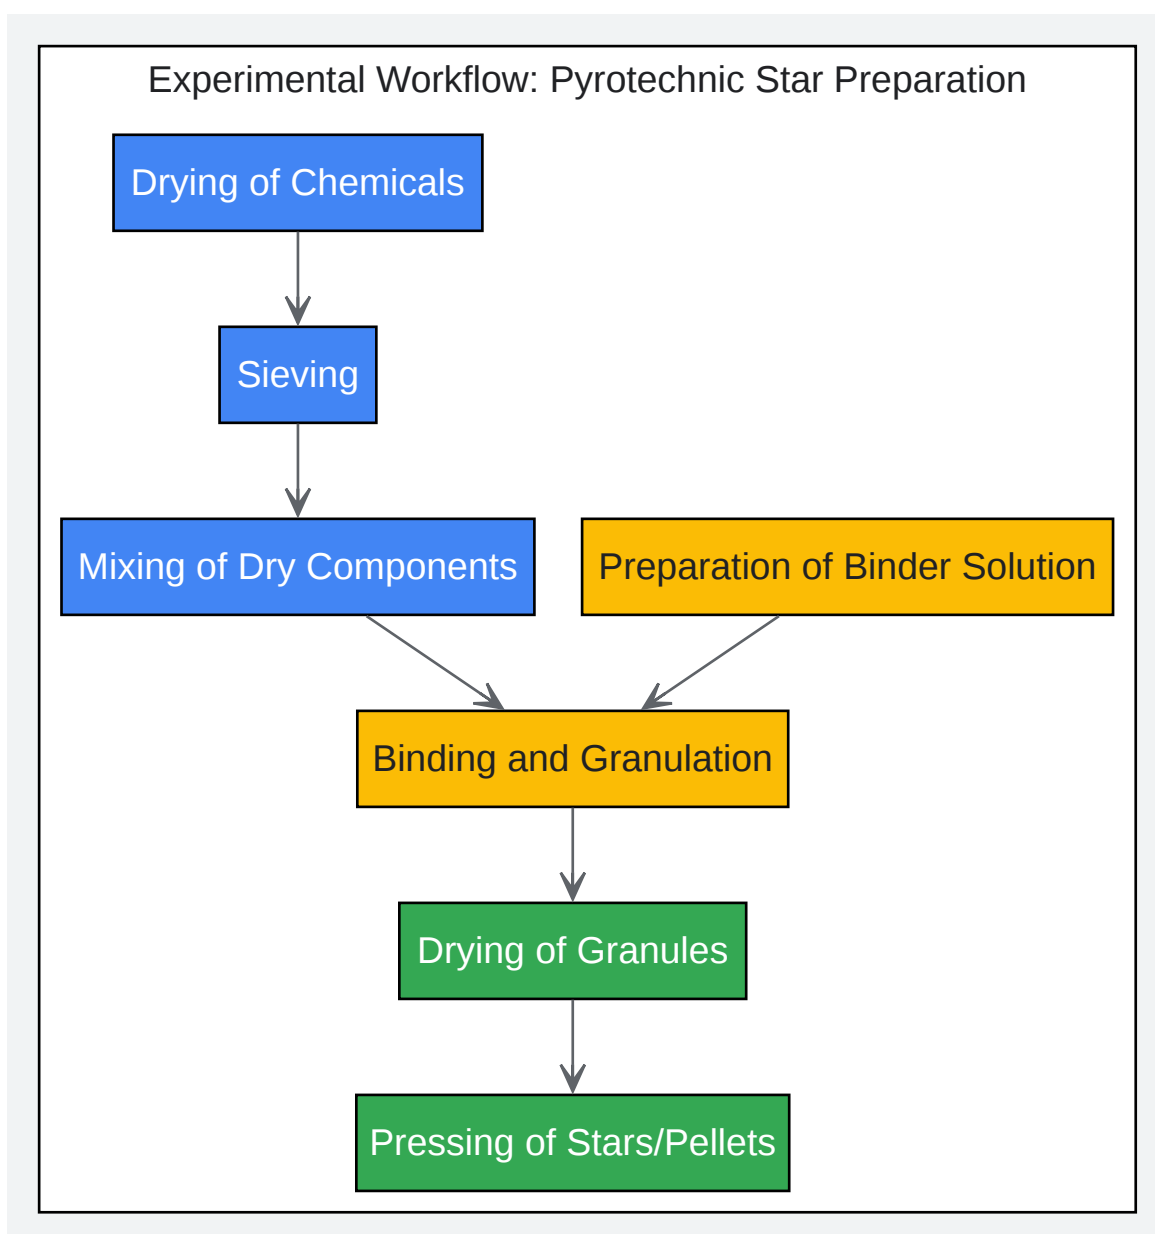 Experimental Workflow: Pyrotechnic Star Preparation
Drying of Chemicals
Sieving
Mixing of Dry Components
Preparation of Binder Solution
Binding and Granulation
Drying of Granules
Pressing of Stars/Pellets